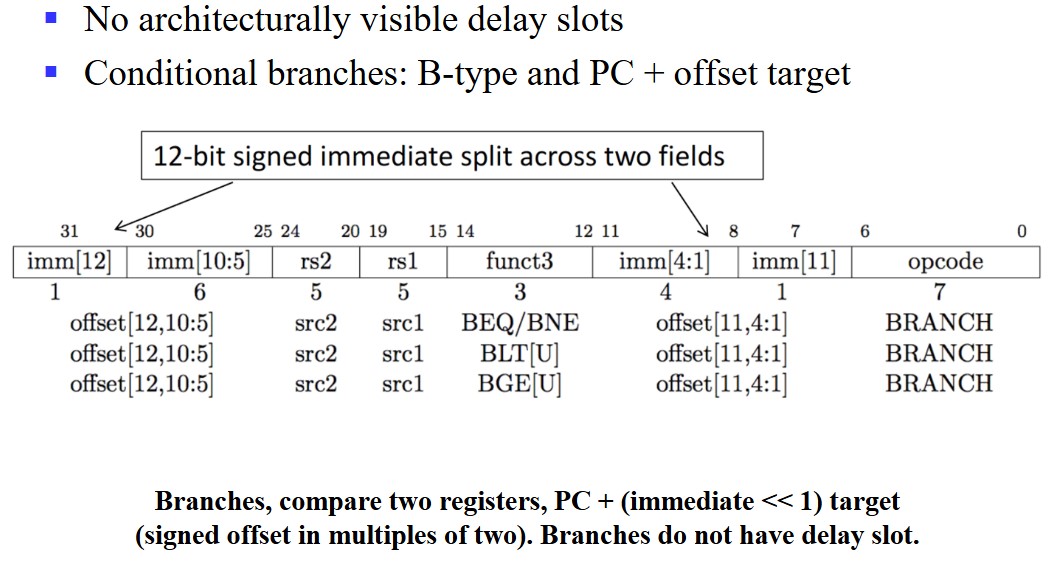 No architecturally visible delay slots
Conditional branches: B-type and PC + offset target
12-bit signed immediate split across two fields
31 30 25 24 20 19 15 14 12 11 8 7 6 0
imm[12] imm[10:5] rs2 rs1 funct3 imm[4:1] imm[11] opcode
1 6 5 5 3 4 1 7
offset[12,10:5] src2 src1 BEQ/BNE offset[11,4:1] BRANCH
offset[12,10:5] src2 src1 BLT[U] offset[11,4:1] BRANCH
offset[12,10:5] src2 src1 BGE[U] offset[11,4:1] BRANCH
Branches, compare two registers, PC + (immediate << 1) target
(signed offset in multiples of two). Branches do not have delay slot.